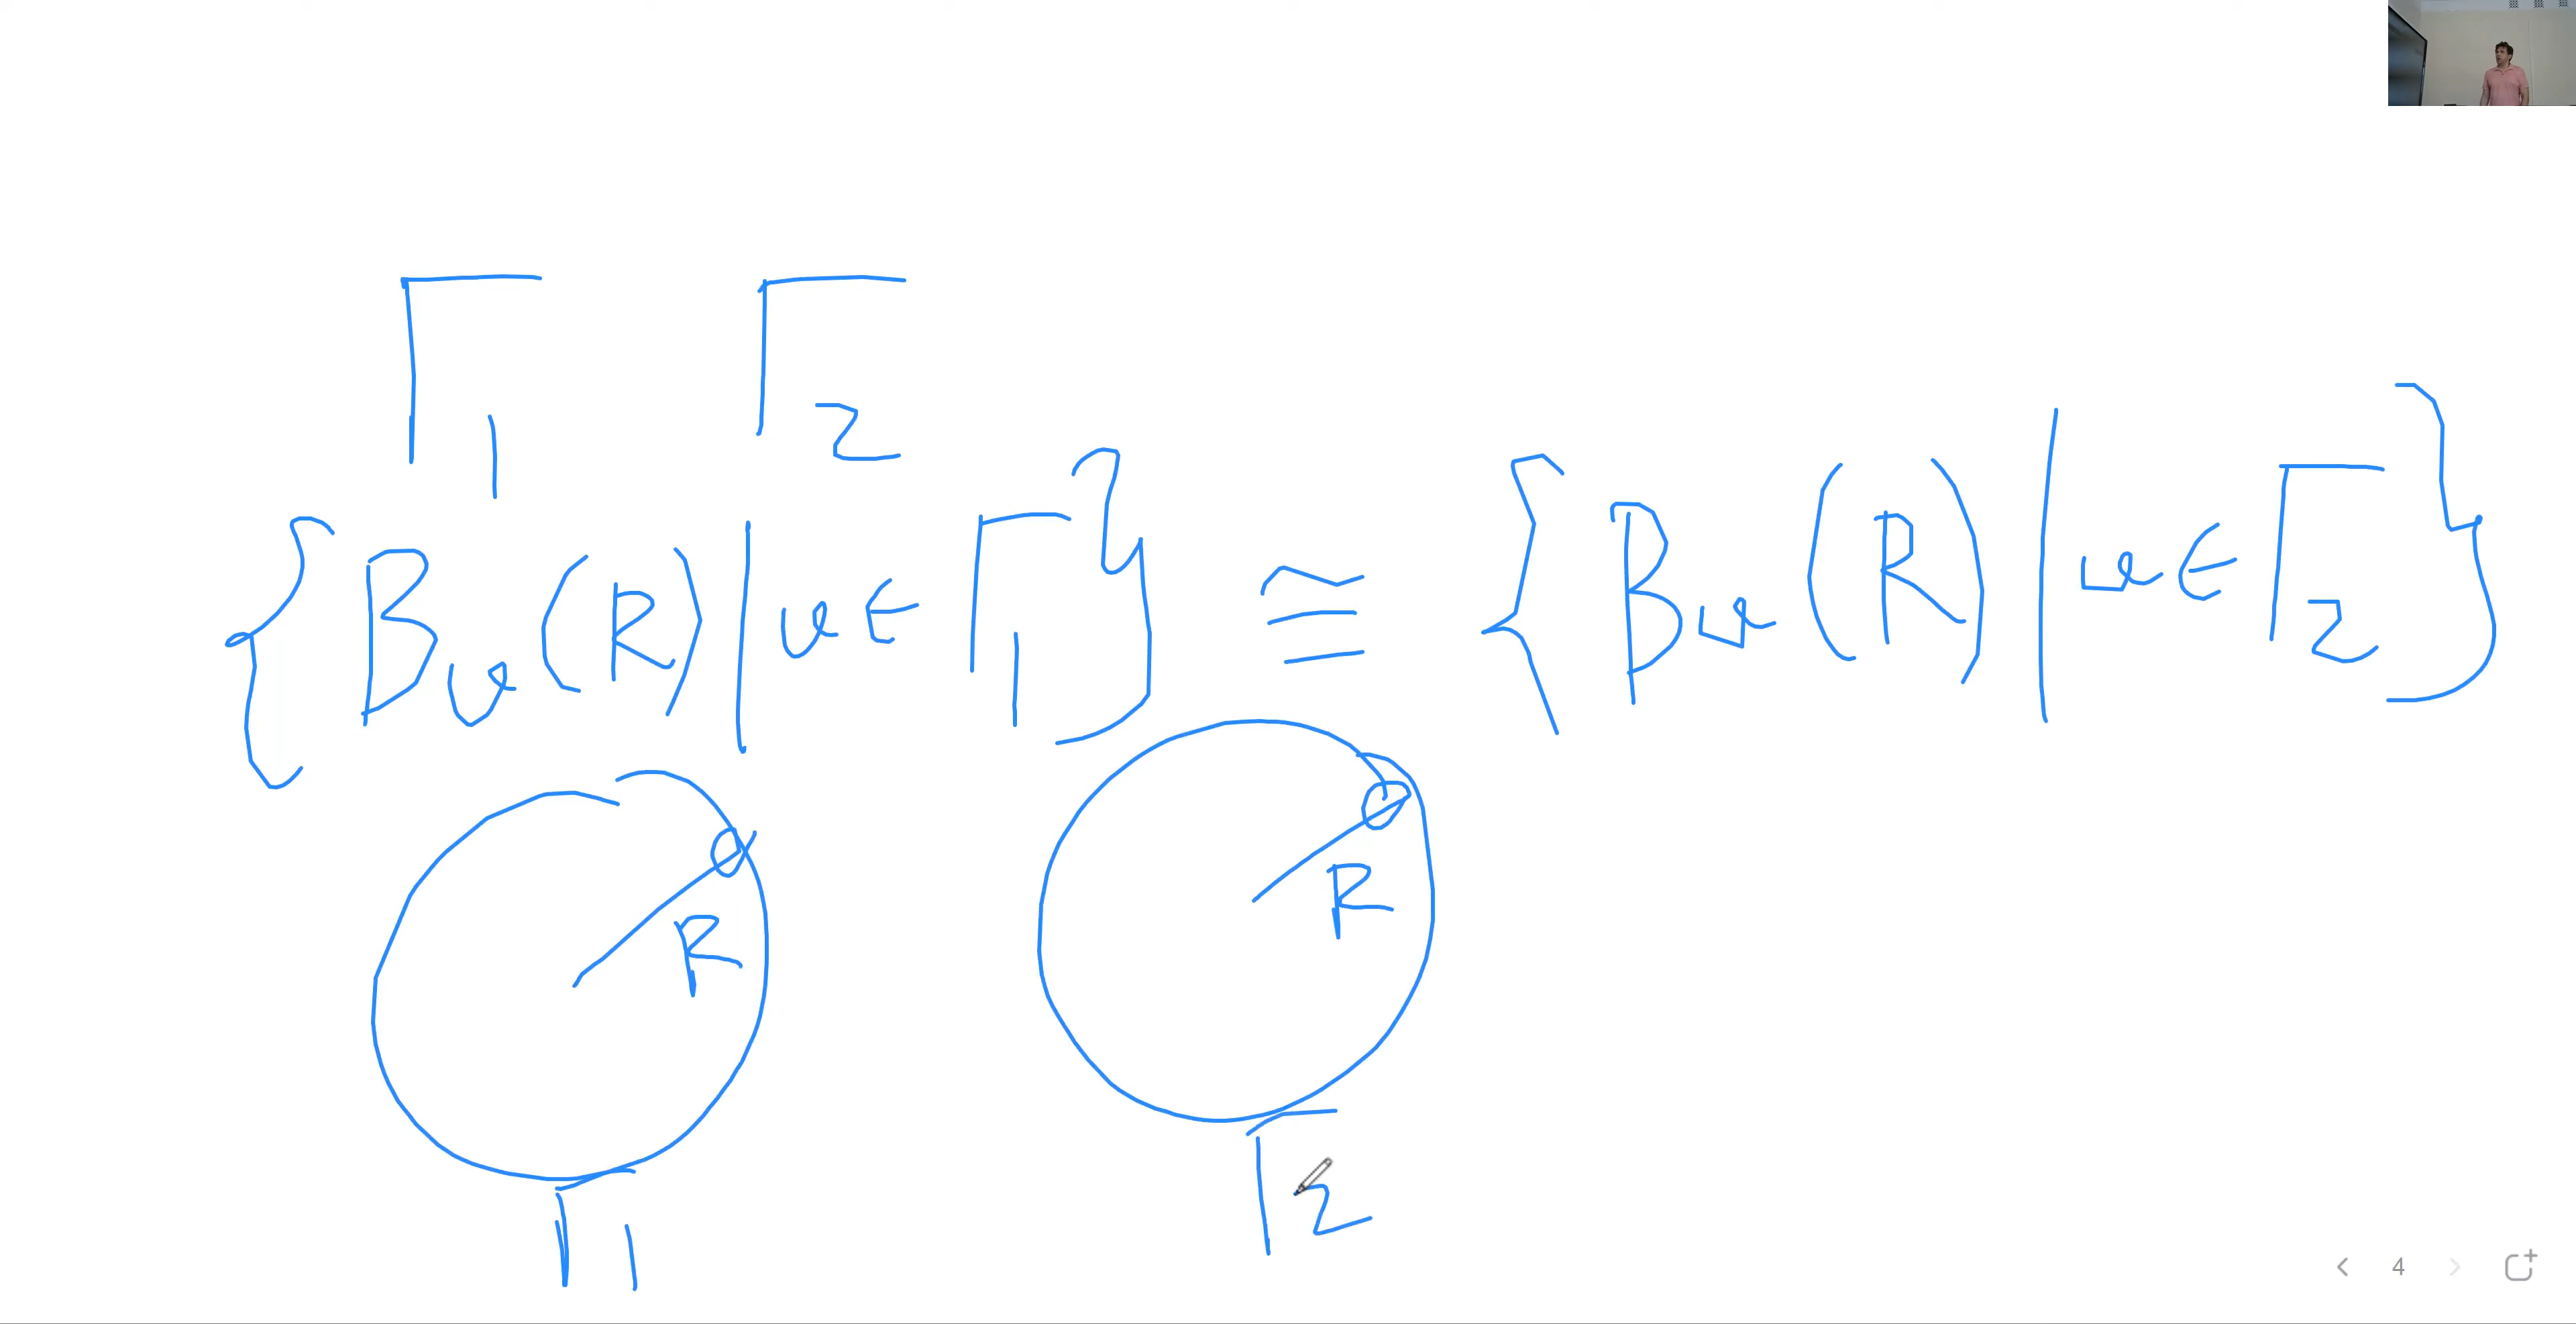 Γ₁ Γ₂
{B_v(R) | v ∈ Γ₁} ≅ {B_v(R) | v ∈ Γ₂}
R R
Γ₁ Γ₂
4